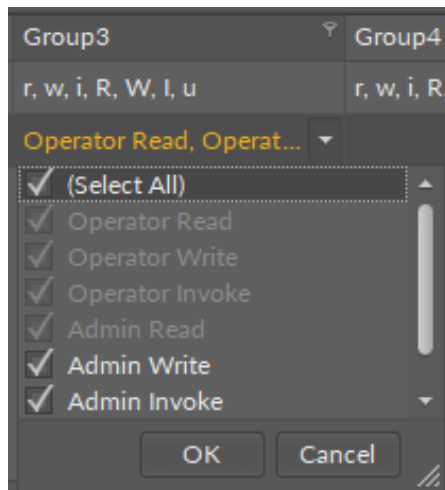 Group3 Group4
r, w, i, R, W, I, u r, w, i, R
Operator Read, Operat...
(Select All)
Operator Read
Operator Write
Operator Invoke
Admin Read
Admin Write
Admin Invoke
OK Cancel